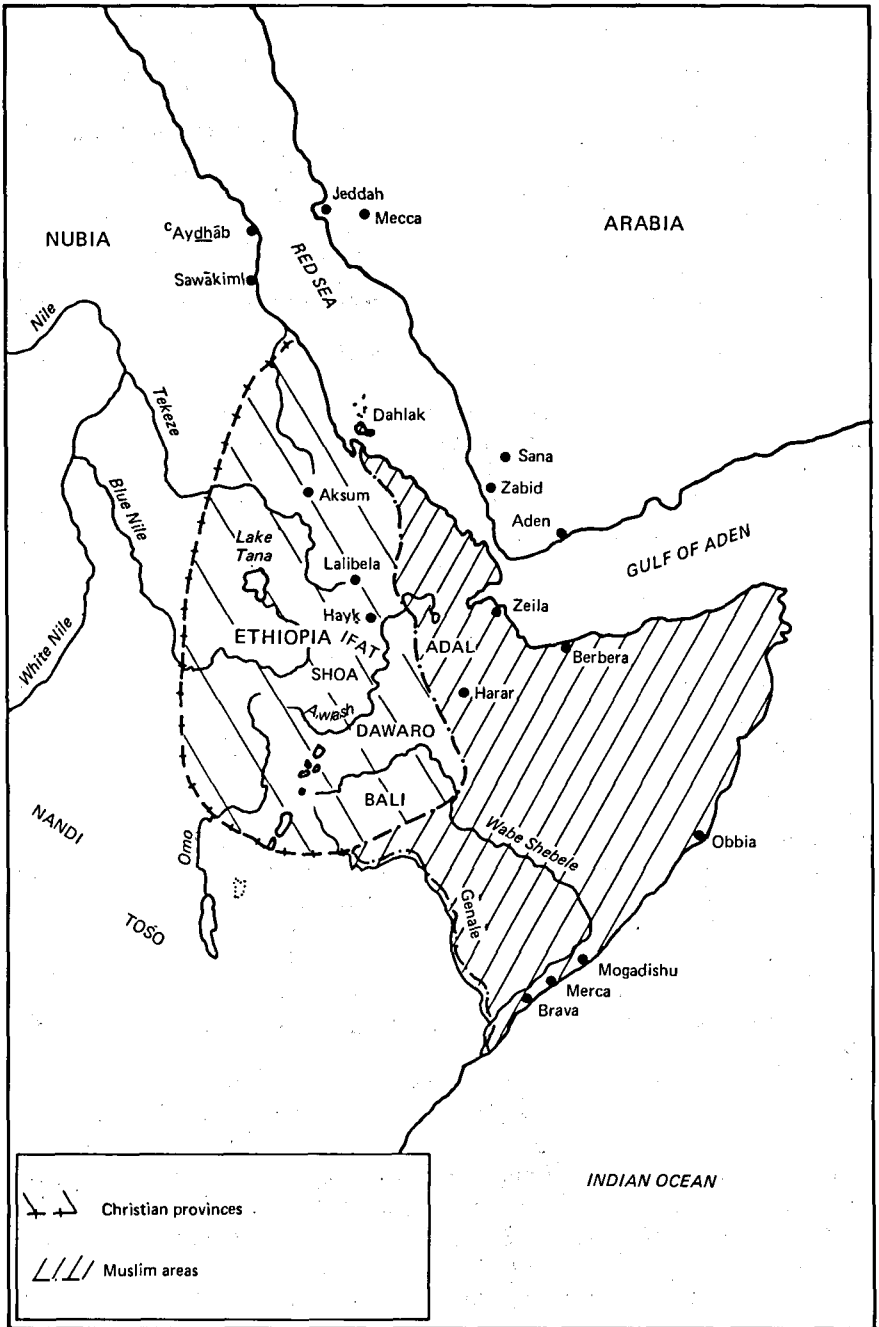 Jeddah
Mecca
ARABIA
NUBIA
ᶜAydhāb
RED SEA
Sawākiml
Nile
Tekeze
Dahlak
Sana
Zabid
Aksum
Aden
Blue Nile
Lake
Tana
GULF OF ADEN
Lalibela
Zeila
Hayḳ
ETHIOPIA
IFAT
ADAL
Berbera
White Nile
SHOA
Harar
Awash
DAWARO
BALI
NANDI
Wabe Shebele
Obbia
Omo
Genale
TOSO
Mogadishu
Merca
Brava
INDIAN OCEAN
Christian provinces
Muslim areas